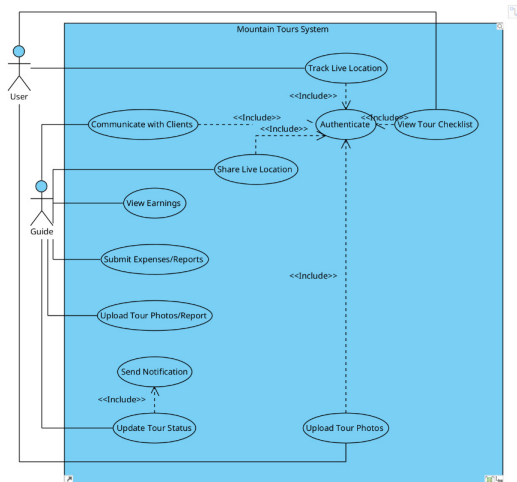 Mountain Tours System
User
Track Live Location
<<Include>>
Communicate with Clients
<<Include>>
<<Include>>
Authenticate
<<Include>>
View Tour Checklist
Share Live Location
Guide
View Earnings
Submit Expenses/Reports
<<Include>>
Upload Tour Photos/Report
Send Notification
<<Include>>
Update Tour Status
Upload Tour Photos